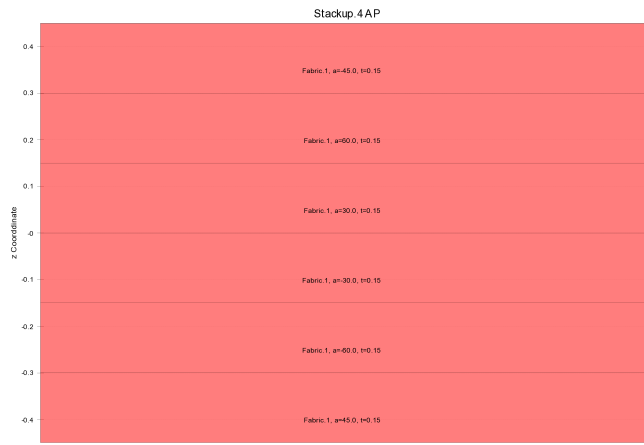 Stackup.4 AP
0.4
Fabric.1, a=-45.0, t=0.15
0.3
0.2
Fabric.1, a=60.0, t=0.15
0.1
Fabric.1, a=30.0, t=0.15
z Coorddinate
-0
-0.1
Fabric.1, a=-30.0, t=0.15
-0.2
Fabric.1, a=-60.0, t=0.15
-0.3
-0.4
Fabric.1, a=45.0, t=0.15